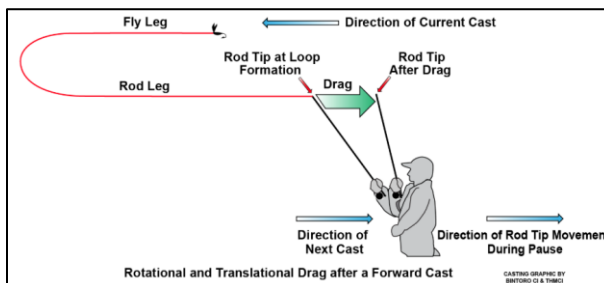 Fly Leg
Direction of Current Cast
Rod Tip at Loop
Formation
Rod Tip
After Drag
Drag
Rod Leg
Direction of
Next Cast
Direction of Rod Tip Movement
During Pause
Rotational and Translational Drag after a Forward Cast
CASTING GRAPHIC BY
BINTORO CI & THMCI